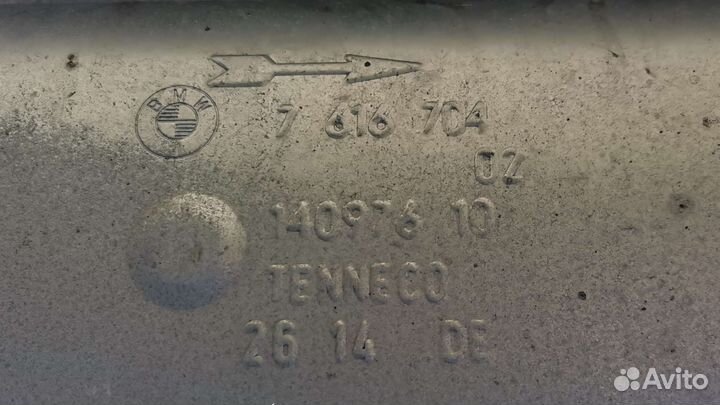 BMW
7 616 704
02
140976 10
TENNECO
26 14 DE
Avito